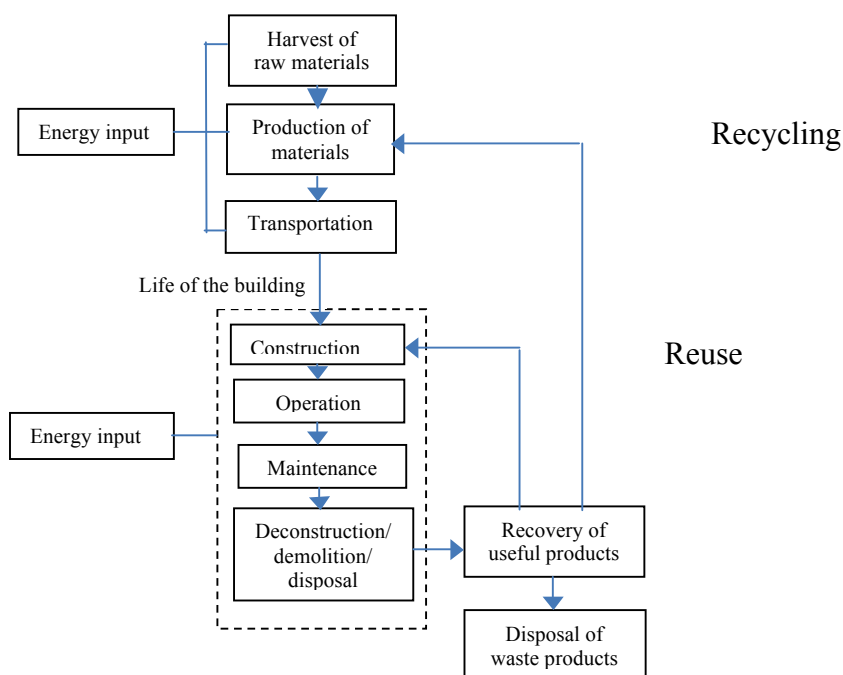 Harvest of
raw materials
Energy input
Production of
materials
Recycling
Transportation
Life of the building
Construction
Reuse
Operation
Energy input
Maintenance
Deconstruction/
demolition/
disposal
Recovery of
useful products
Disposal of
waste products